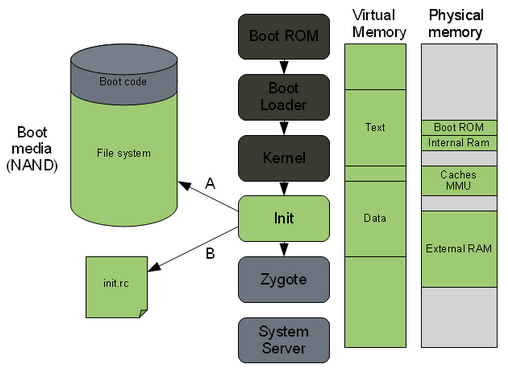 Boot ROM
Boot
Loader
Kernel
Init
Zygote
System
Server
Boot code
File system
Boot
media
(NAND)
A
B
init.rc
Virtual
Memory
Text
Data
Physical
memory
Boot ROM
Internal Ram
Caches
MMU
External RAM